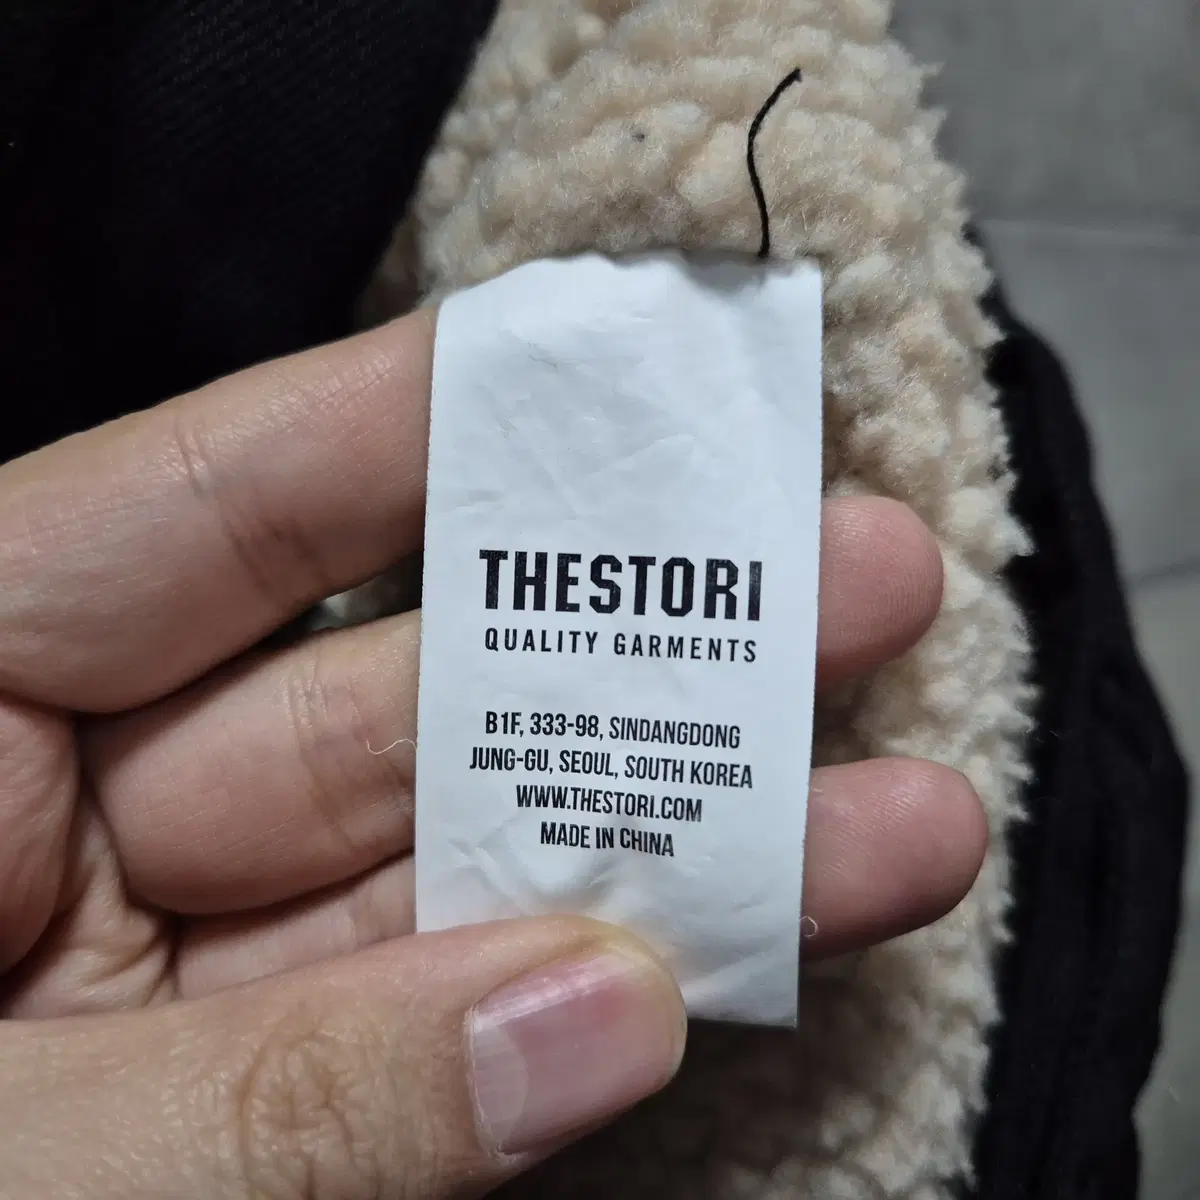 THESTORI
QUALITY GARMENTS
B1F, 333-98, SINDANGDONG
JUNG-GU, SEOUL, SOUTH KOREA
WWW.THESTORI.COM
MADE IN CHINA